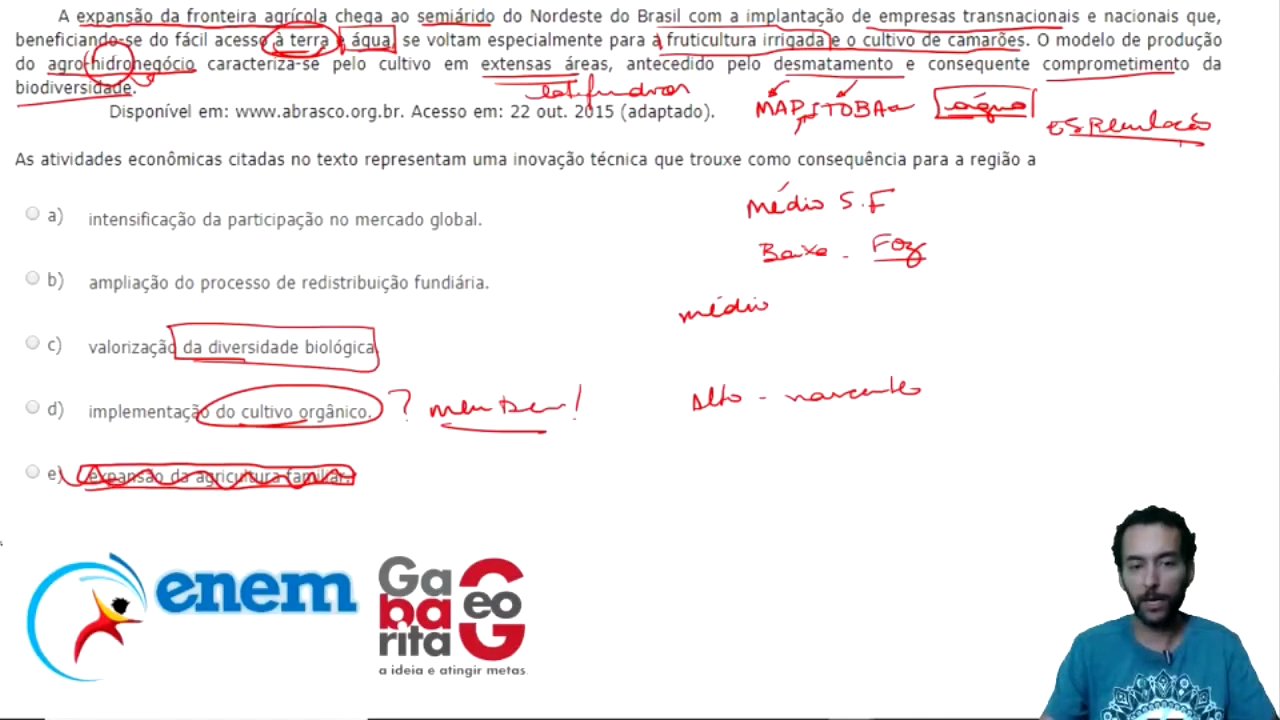 A expansão da fronteira agrícola chega ao semiárido do Nordeste do Brasil com a implantação de empresas transnacionais e nacionais que,
beneficiando-se do fácil acesso à terra e água, se voltam especialmente para a fruticultura irrigada e o cultivo de camarões. O modelo de produção
do agro-hidronegócio caracteriza-se pelo cultivo em extensas áreas, antecedido pelo desmatamento e consequente comprometimento da
biodiversidade.
latifundios
Disponível em: www.abrasco.org.br. Acesso em: 22 out. 2015 (adaptado).
MAPITOBA
água
ESPECULAÇÃO
As atividades econômicas citadas no texto representam uma inovação técnica que trouxe como consequência para a região a
médio S.F
a) intensificação da participação no mercado global.
Baixo - Foz
b) ampliação do processo de redistribuição fundiária.
médio
c) valorização da diversidade biológica.
Alto - nascentes
d) implementação do cultivo orgânico. ?
e) expansão da agricultura familiar.
enem
Gabarita Geo
a ideia e atingir metas.